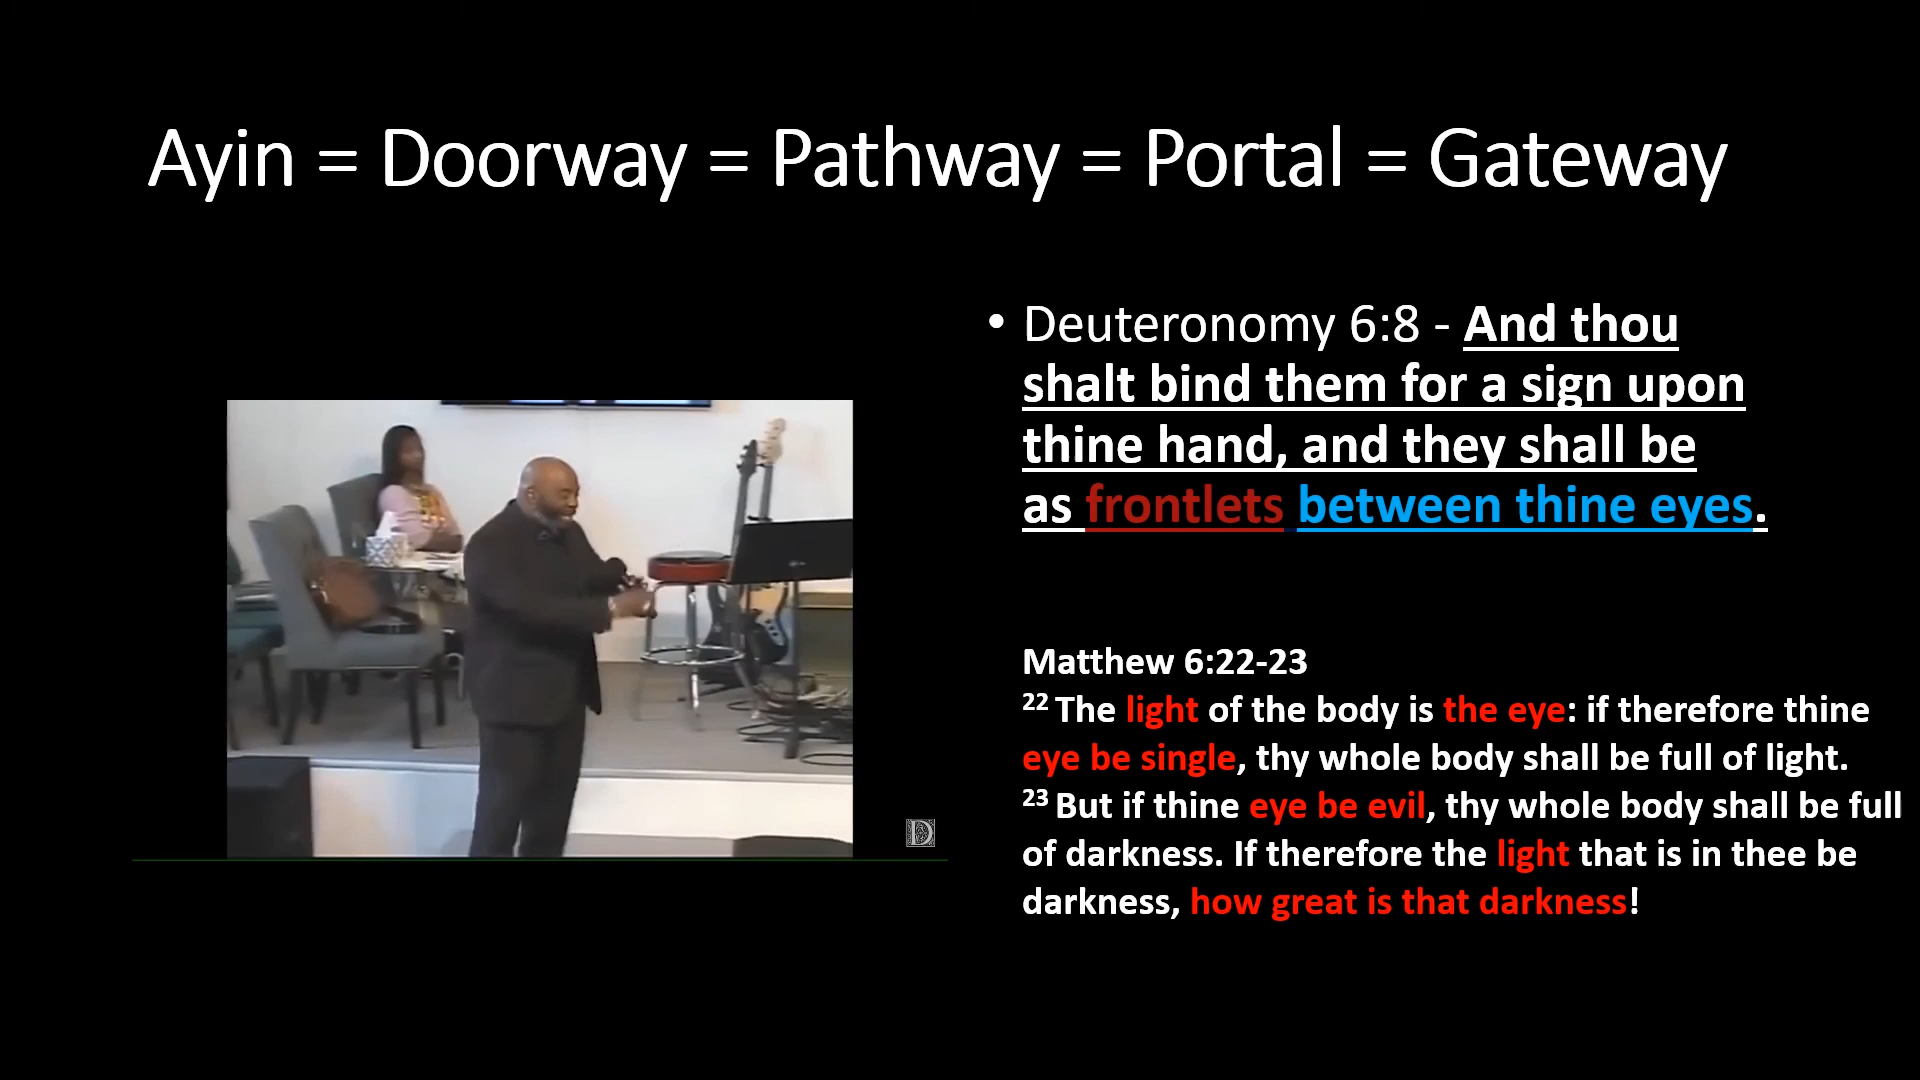 Ayin = Doorway = Pathway = Portal = Gateway
• Deuteronomy 6:8 - And thou
shalt bind them for a sign upon
thine hand, and they shall be
as frontlets between thine eyes.
Matthew 6:22-23
22 The light of the body is the eye: if therefore thine
eye be single, thy whole body shall be full of light.
23 But if thine eye be evil, thy whole body shall be full
of darkness. If therefore the light that is in thee be
darkness, how great is that darkness!
D